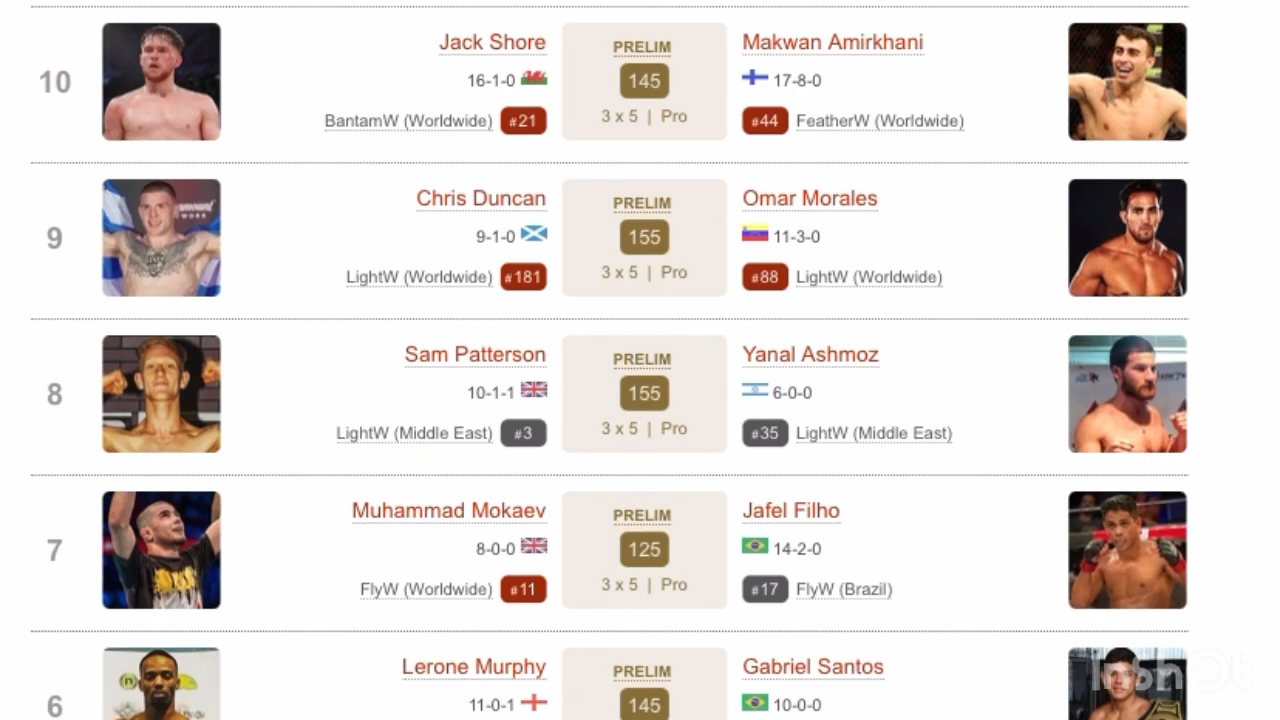 10
Jack Shore
16-1-0
BantamW (Worldwide) #21
PRELIM
145
3 x 5 | Pro
Makwan Amirkhani
17-8-0
#44 FeatherW (Worldwide)
9
Chris Duncan
9-1-0
LightW (Worldwide) #181
PRELIM
155
3 x 5 | Pro
Omar Morales
11-3-0
#88 LightW (Worldwide)
8
Sam Patterson
10-1-1
LightW (Middle East) #3
PRELIM
155
3 x 5 | Pro
Yanal Ashmoz
6-0-0
#35 LightW (Middle East)
7
Muhammad Mokaev
8-0-0
FlyW (Worldwide) #11
PRELIM
125
3 x 5 | Pro
Jafel Filho
14-2-0
#17 FlyW (Brazil)
6
Lerone Murphy
11-0-1
PRELIM
145
Gabriel Santos
10-0-0
InShOt